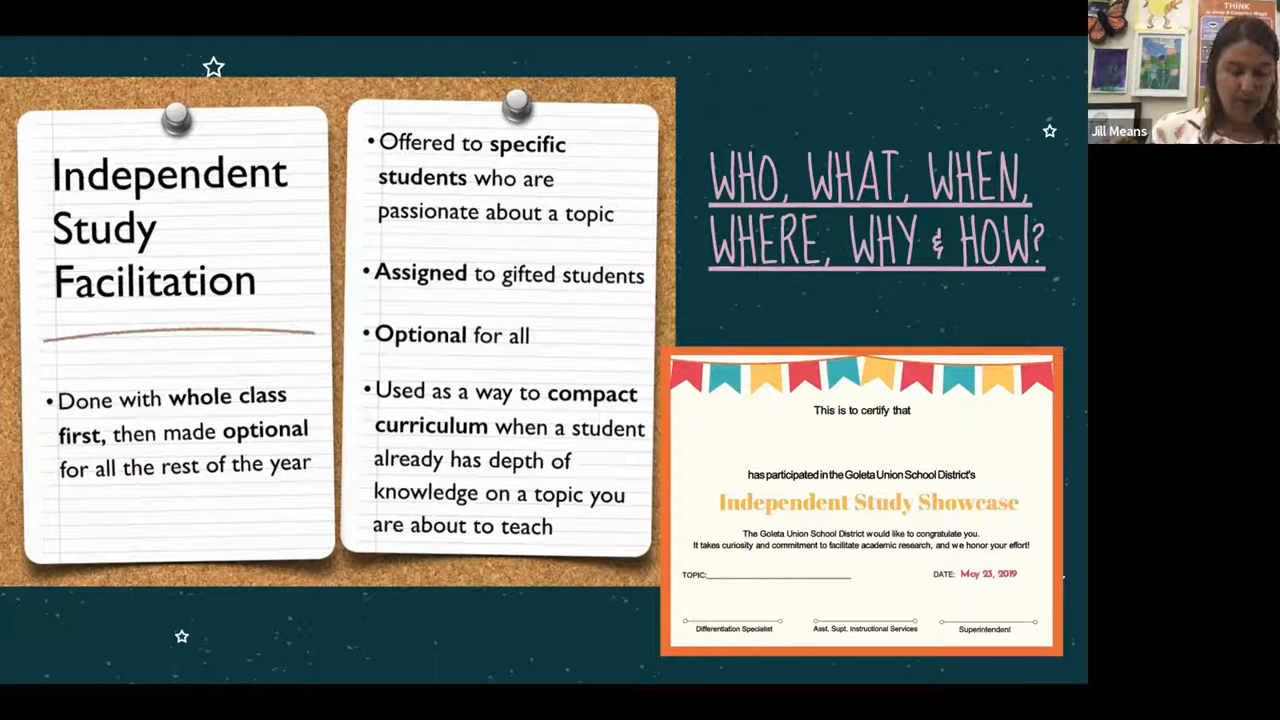 Independent
Study
Facilitation
• Done with whole class
first, then made optional
for all the rest of the year
• Offered to specific
students who are
passionate about a topic
• Assigned to gifted students
• Optional for all
• Used as a way to compact
curriculum when a student
already has depth of
knowledge on a topic you
are about to teach
WHO, WHAT, WHEN,
WHERE, WHY & HOW?
This is to certify that
has participated in the Goleta Union School District's
Independent Study Showcase
The Goleta Union School District would like to congratulate you.
It takes curiosity and commitment to facilitate academic research, and we honor your effort!
TOPIC:
DATE: May 23, 2019
Differentiation Specialist
Asst. Supt. Instructional Services
Superintendent
THINK
Jill Means